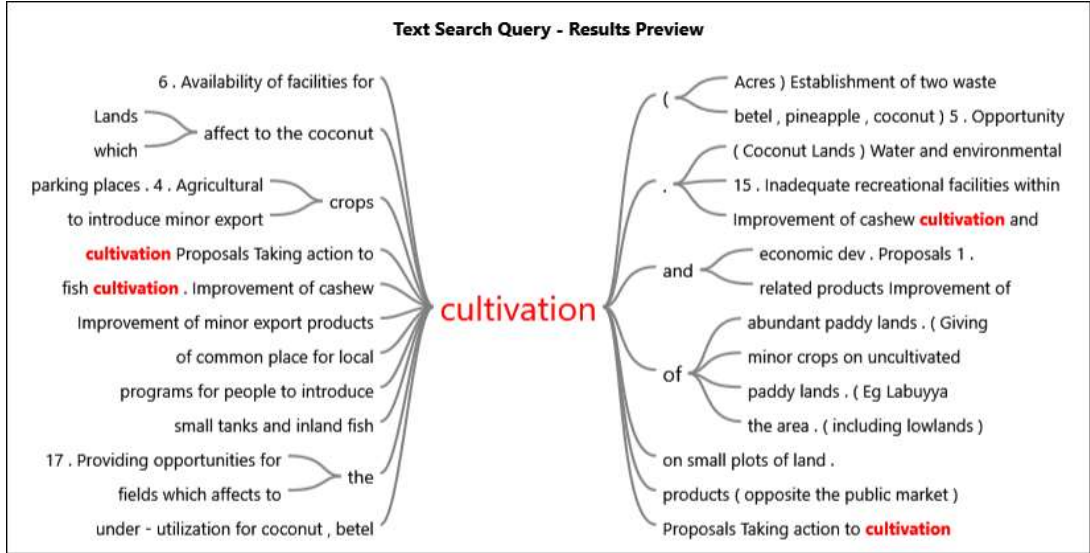 Text Search Query - Results Preview
6 . Availability of facilities for
Lands
which
affect to the coconut
parking places . 4 . Agricultural
to introduce minor export
crops
cultivation Proposals Taking action to
fish cultivation . Improvement of cashew
Improvement of minor export products
of common place for local
programs for people to introduce
small tanks and inland fish
17 . Providing opportunities for
fields which affects to
the
under - utilization for coconut , betel
cultivation
(
Acres ) Establishment of two waste
betel , pineapple , coconut ) 5 . Opportunity
.
( Coconut Lands ) Water and environmental
15 . Inadequate recreational facilities within
Improvement of cashew cultivation and
and
economic dev . Proposals 1 .
related products Improvement of
of
abundant paddy lands . ( Giving
minor crops on uncultivated
paddy lands . ( Eg Labuyya
the area . ( including lowlands )
on small plots of land .
products ( opposite the public market )
Proposals Taking action to cultivation